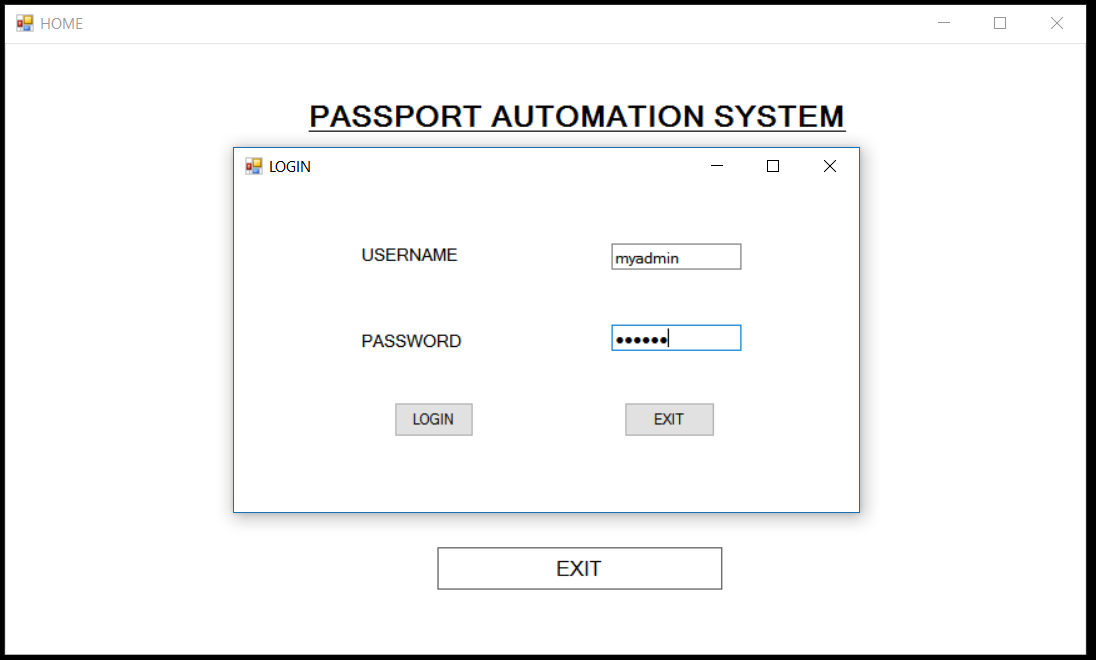 HOME
PASSPORT AUTOMATION SYSTEM
LOGIN
USERNAME myadmin
PASSWORD ••••••
LOGIN EXIT
EXIT